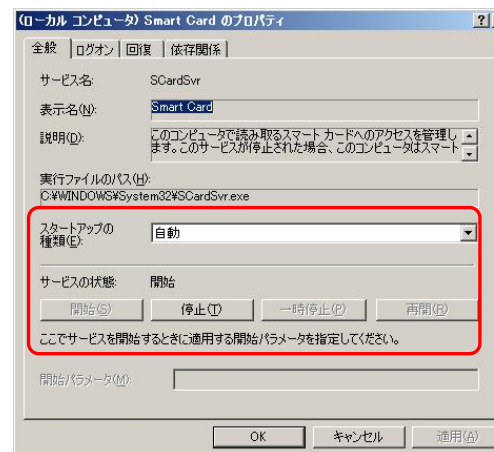 (ローカル コンピュータ) Smart Card のプロパティ
全般 ログオン 回復 依存関係
サービス名: SCardSvr
表示名(N): Smart Card
説明(D): このコンピュータで読み取るスマート カードへのアクセスを管理し
ます。このサービスが停止された場合、このコンピュータはスマート
実行ファイルのパス(H):
C:¥WINDOWS¥System32¥SCardSvr.exe
スタートアップの
種類(E): 自動
サービスの状態: 開始
開始(S) 停止(T) 一時停止(P) 再開(R)
ここでサービスを開始するときに適用する開始パラメータを指定してください。
開始パラメータ(M):
OK キャンセル 適用(A)